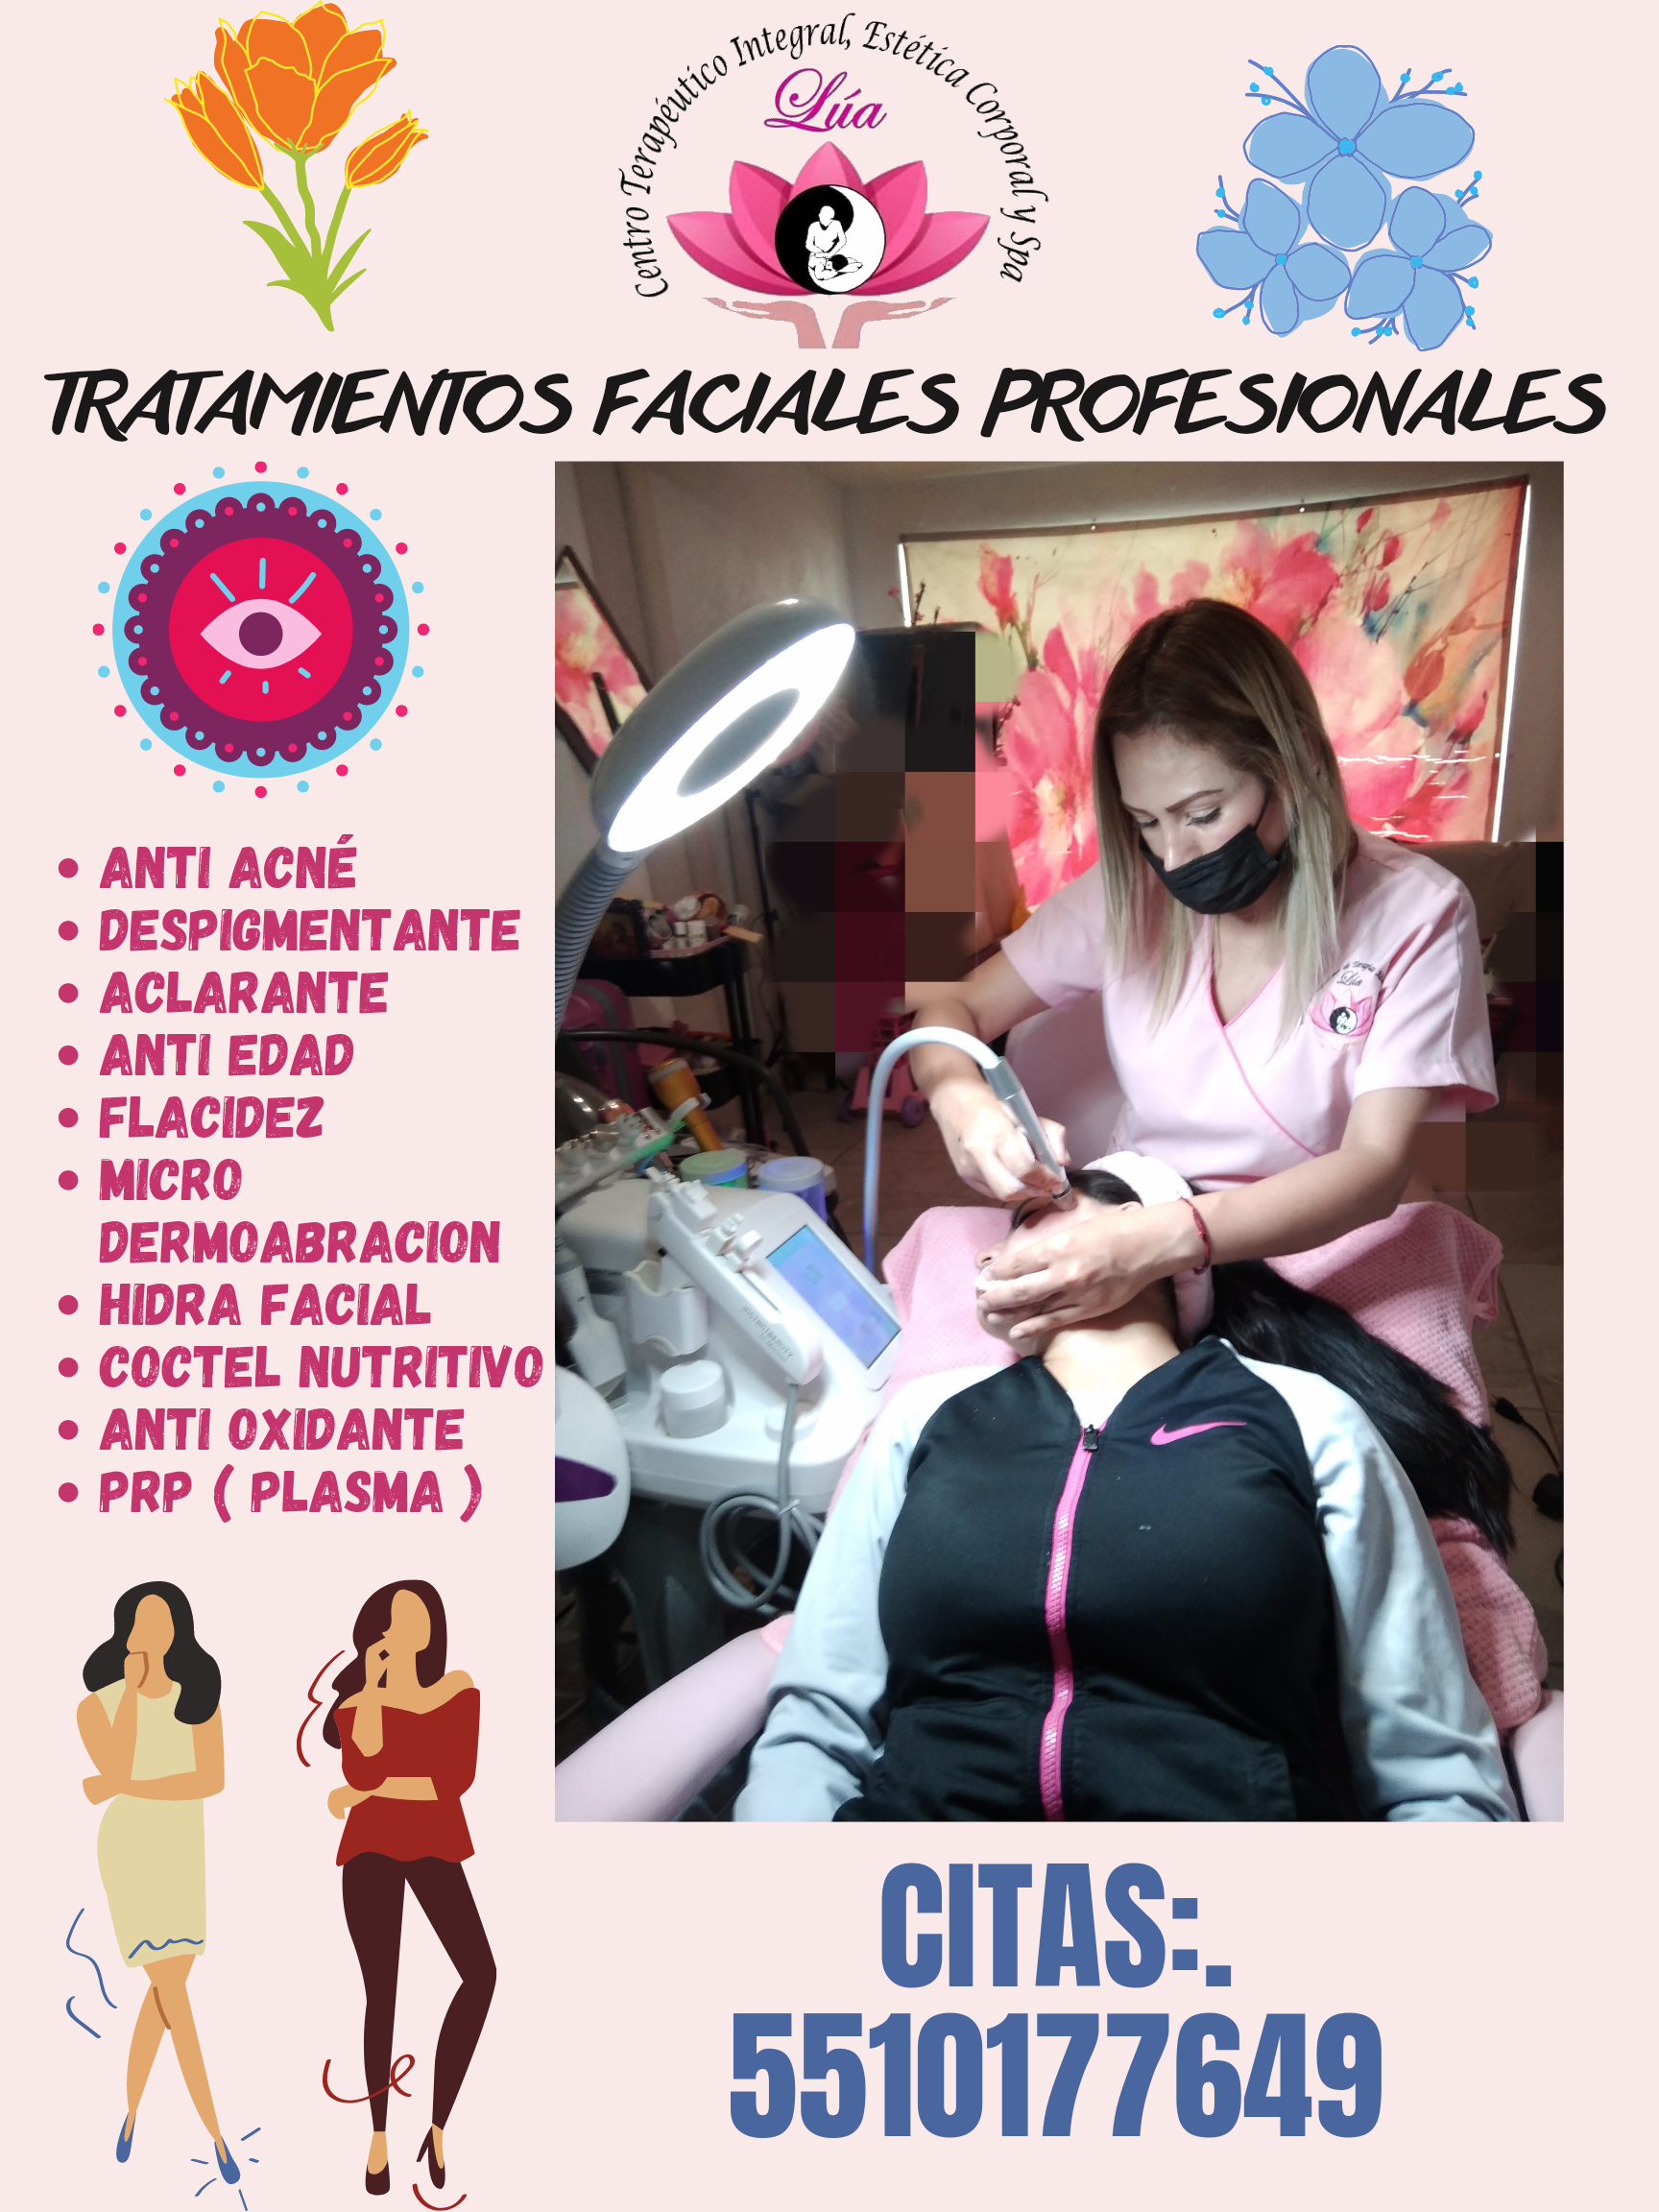 Centro Terapéutico Integral, Estética Corporal y Spa
Lúa
TRATAMIENTOS FACIALES PROFESIONALES
• ANTI ACNÉ
• DESPIGMENTANTE
• ACLARANTE
• ANTI EDAD
• FLACIDEZ
• MICRO
DERMOABRACION
• HIDRA FACIAL
• COCTEL NUTRITIVO
• ANTI OXIDANTE
• PRP ( PLASMA )
Lúa
CITAS:.
5510177649